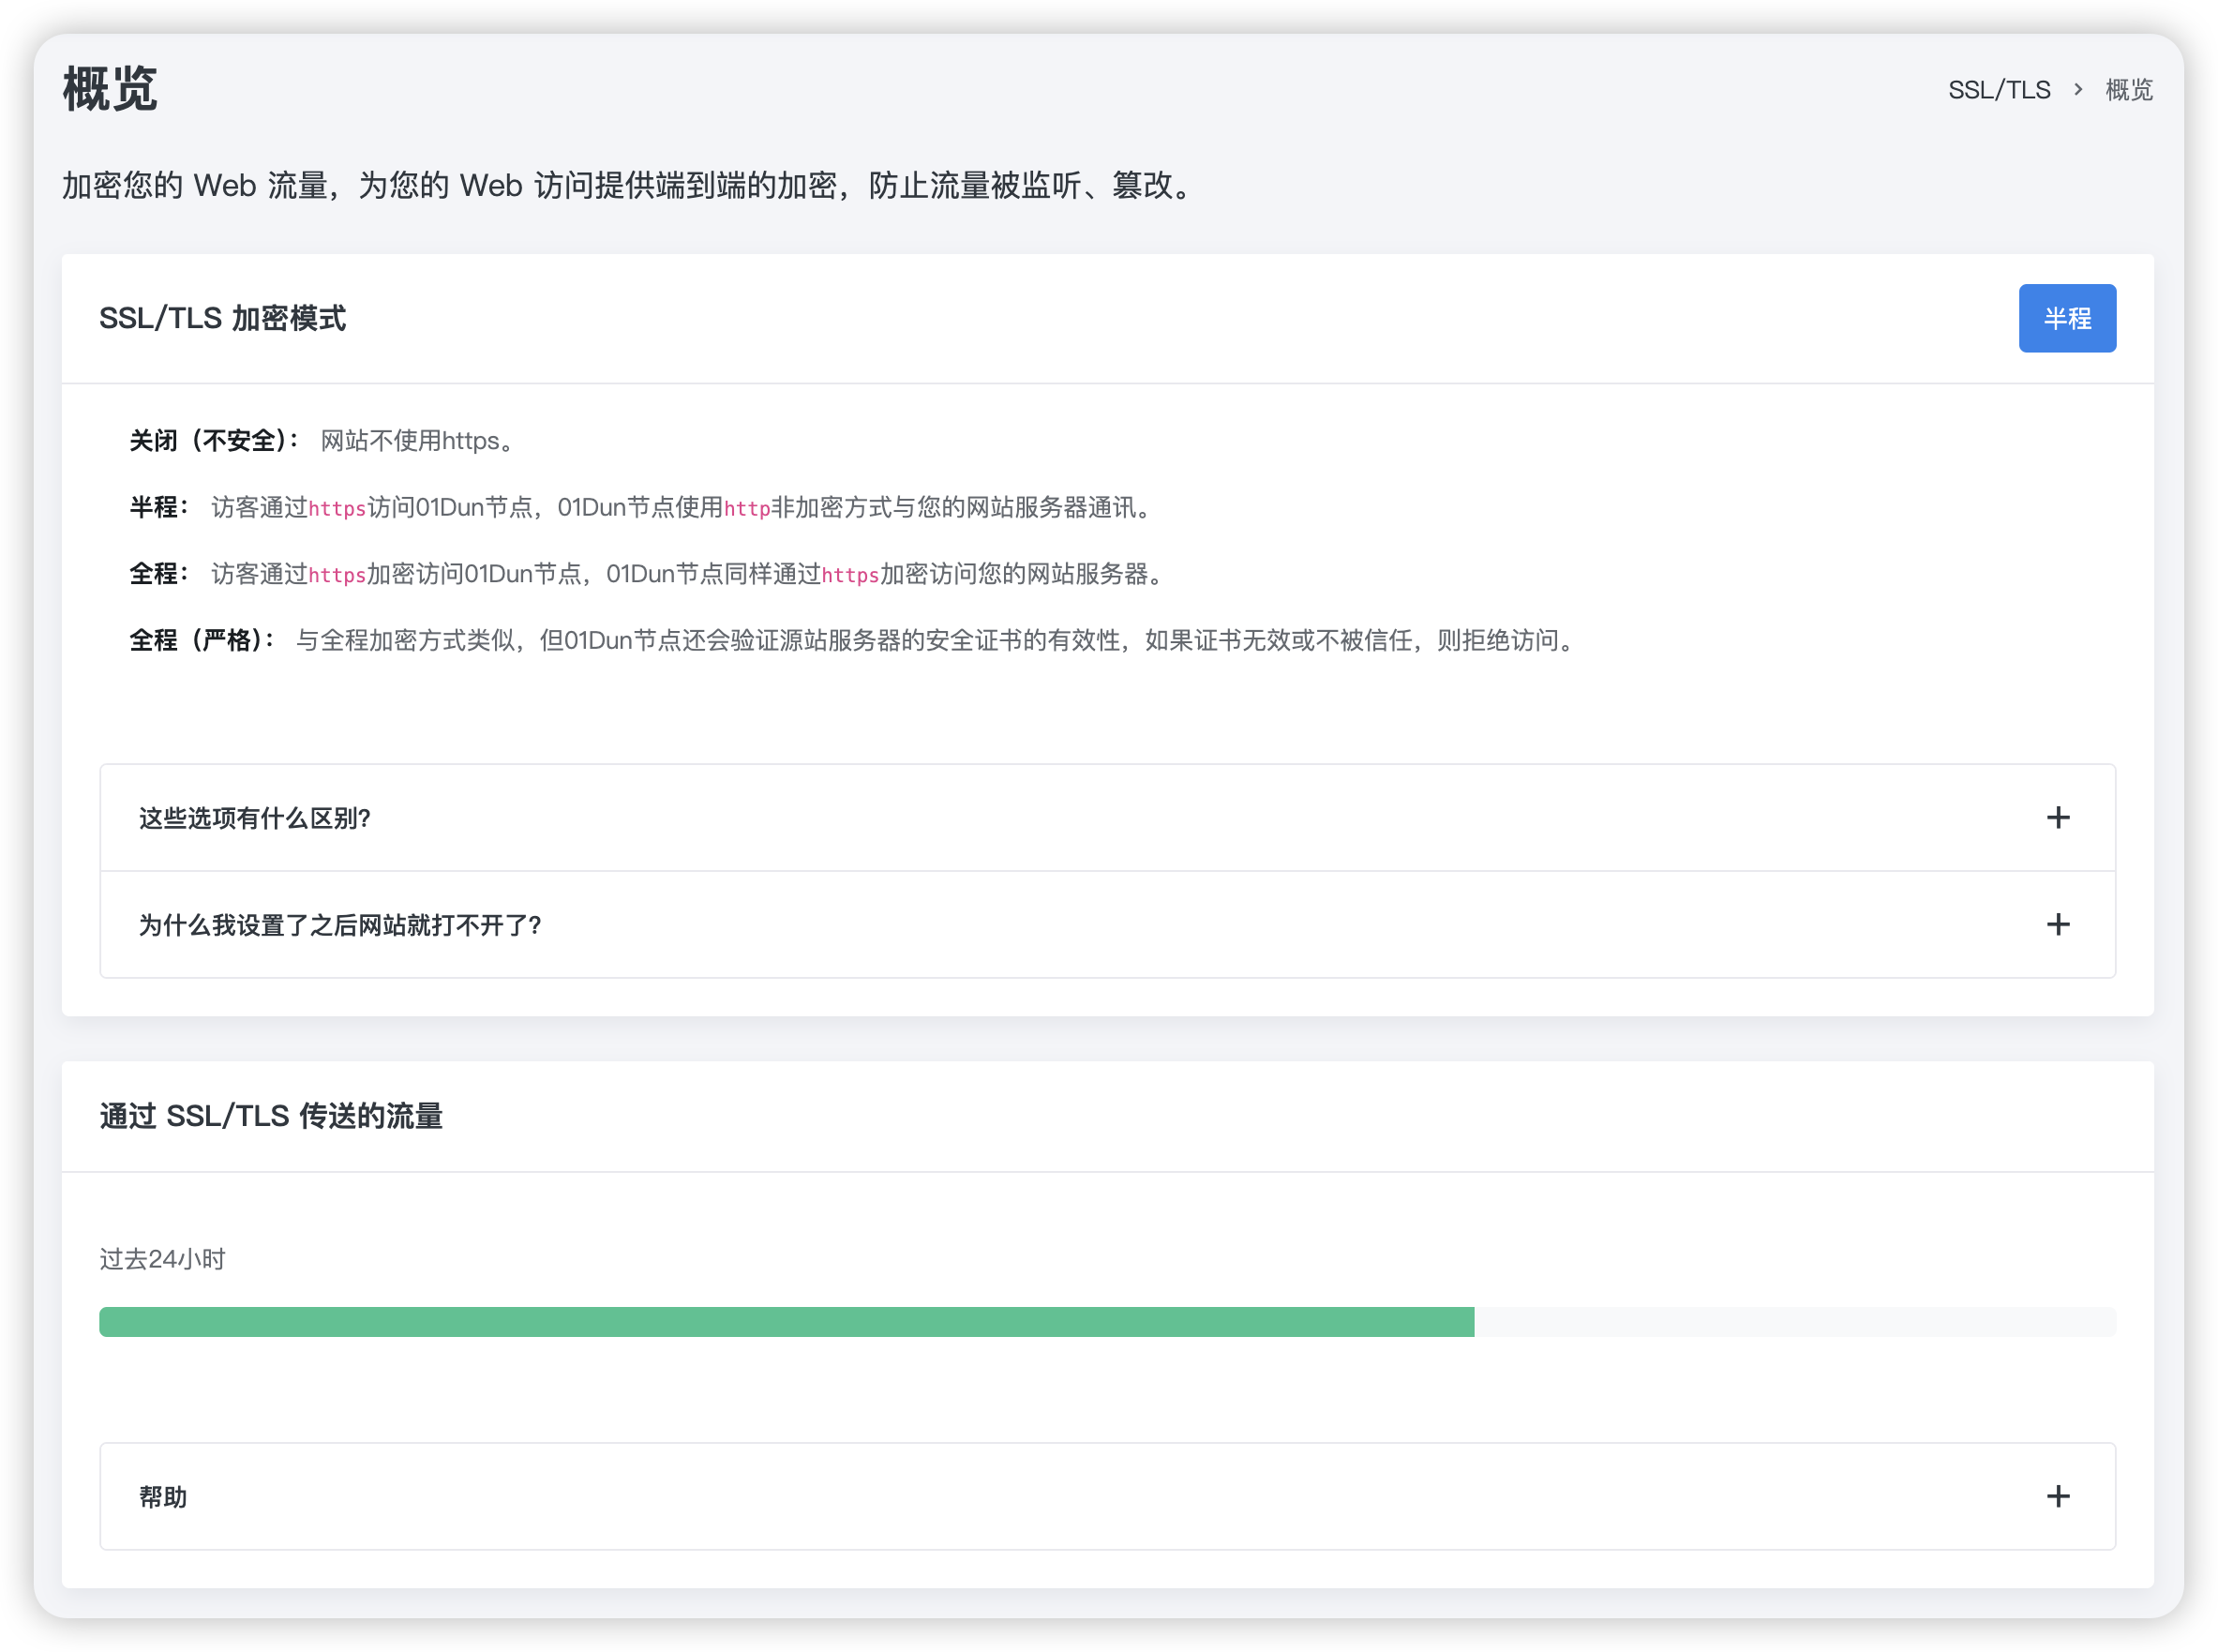 概览
SSL/TLS > 概览
加密您的 Web 流量，为您的 Web 访问提供端到端的加密，防止流量被监听、篡改。
SSL/TLS 加密模式
半程
关闭（不安全）： 网站不使用https。
半程： 访客通过https访问01Dun节点，01Dun节点使用http非加密方式与您的网站服务器通讯。
全程： 访客通过https加密访问01Dun节点，01Dun节点同样通过https加密访问您的网站服务器。
全程（严格）： 与全程加密方式类似，但01Dun节点还会验证源站服务器的安全证书的有效性，如果证书无效或不被信任，则拒绝访问。
这些选项有什么区别?
为什么我设置了之后网站就打不开了?
通过 SSL/TLS 传送的流量
过去24小时
帮助